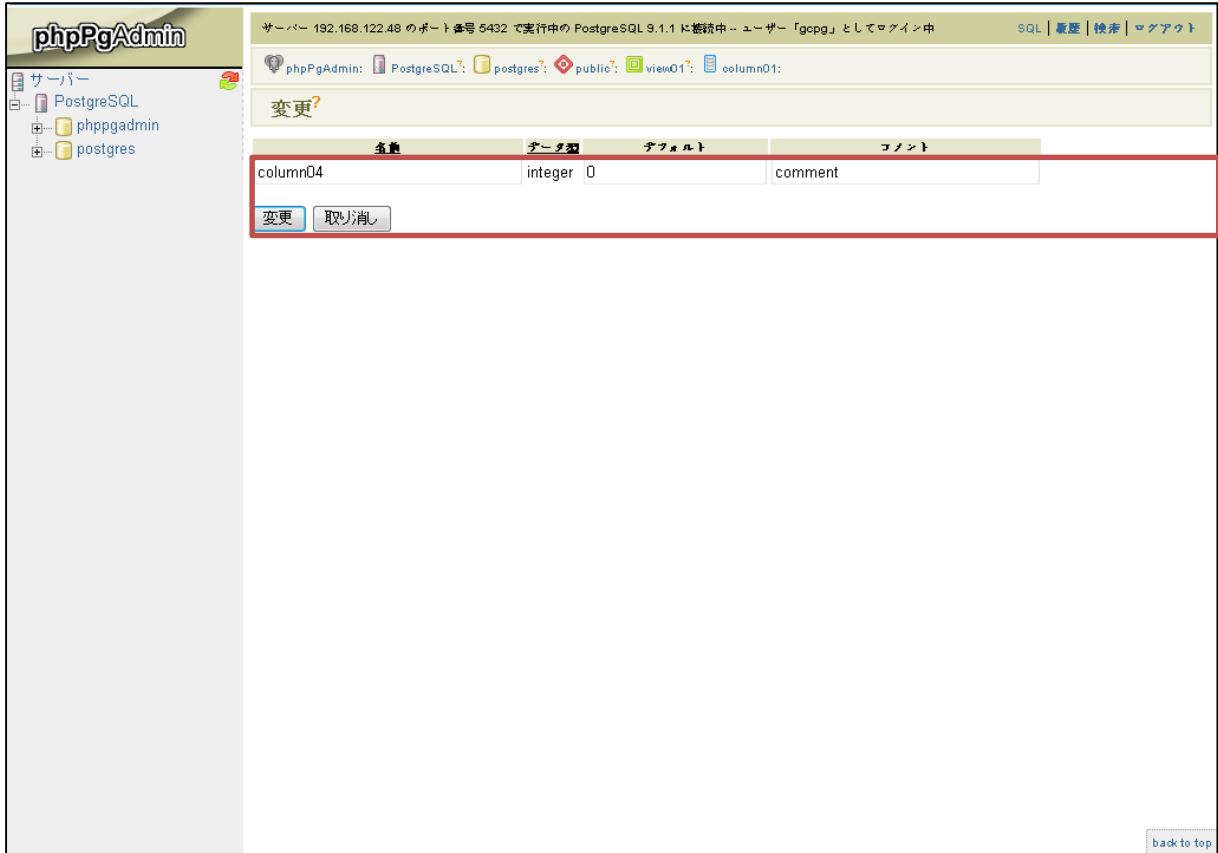 phpPgAdmin
サーバー 192.168.122.48 のポート番号 5432 で実行中の PostgreSQL 9.1.1 に接続中 -- ユーザー「gcpg」としてログイン中
SQL | 履歴 | 検索 | ログアウト
サーバー
PostgreSQL
phppgadmin
postgres
phpPgAdmin: PostgreSQL?: postgres?: public?: view01?: column01:
変更?
名前 データ型 デフォルト コメント
column04 integer 0 comment
変更 取り消し
back to top